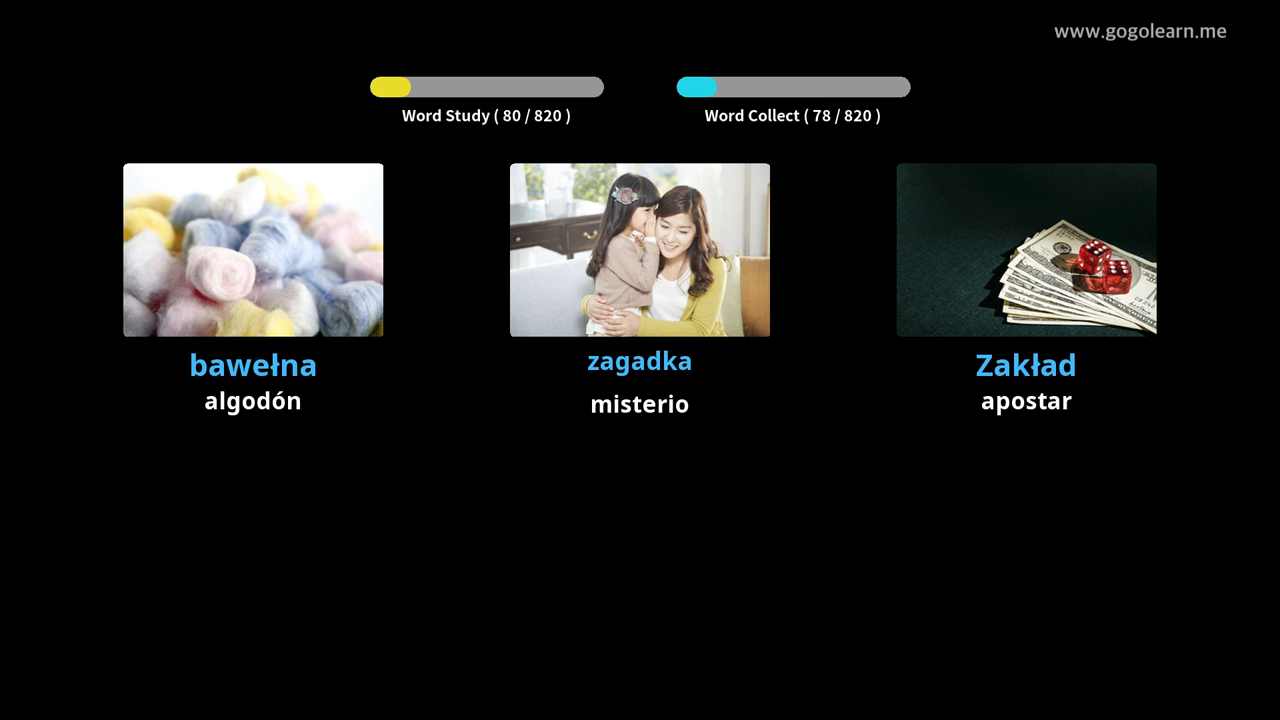 www.gogolearn.me
Word Study ( 80 / 820 )
Word Collect ( 78 / 820 )
bawełna
algodón
zagadka
misterio
Zakład
apostar